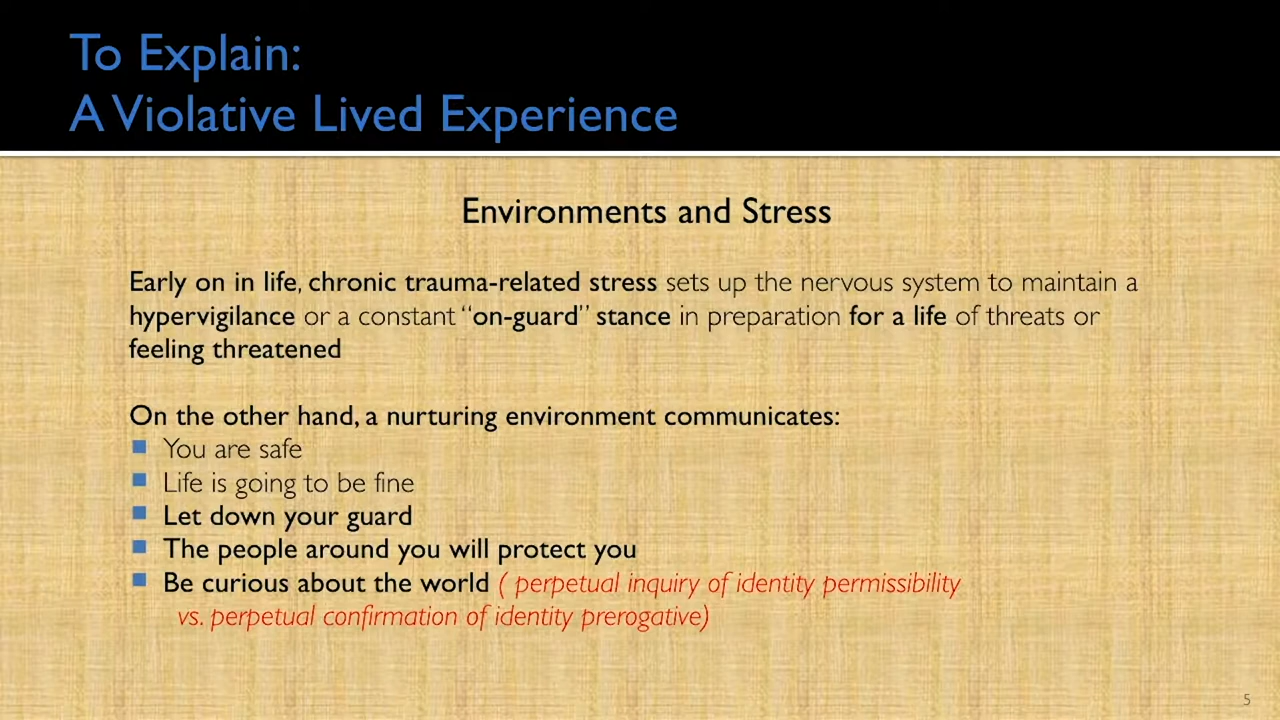 To Explain:
A Violative Lived Experience
Environments and Stress
Early on in life, chronic trauma-related stress sets up the nervous system to maintain a
hypervigilance or a constant “on-guard” stance in preparation for a life of threats or
feeling threatened
On the other hand, a nurturing environment communicates:
You are safe
Life is going to be fine
Let down your guard
The people around you will protect you
Be curious about the world ( perpetual inquiry of identity permissibility
vs. perpetual confirmation of identity prerogative)
5